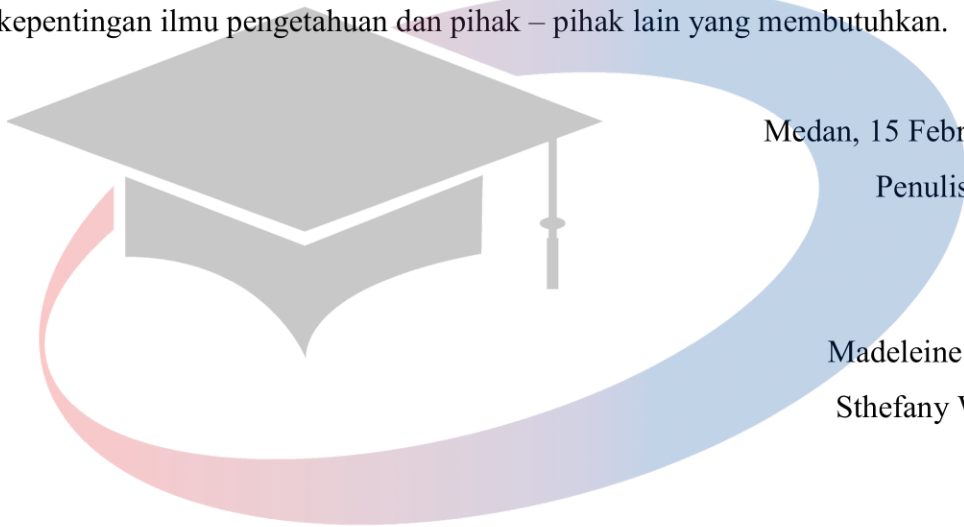 kepentingan ilmu pengetahuan dan pihak – pihak lain yang membutuhkan.
Medan, 15 Febr
Penulis
Madeleine
Sthefany